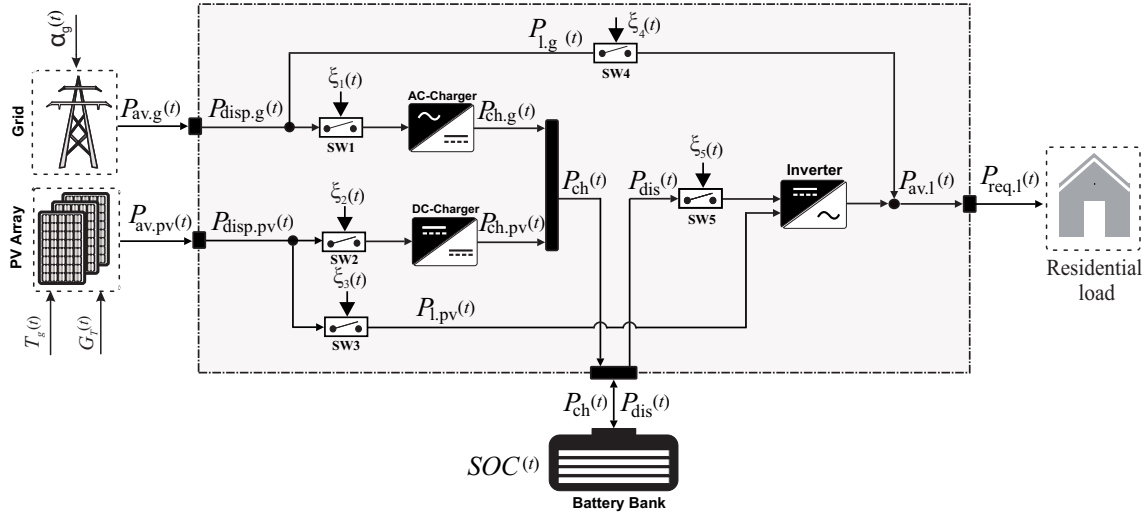 α_g(t)
Grid
P_av.g(t)
P_disp.g(t)
ξ_1(t)
SW1
AC-Charger
P_ch.g(t)
P_l.g (t)
ξ_4(t)
SW4
PV Array
P_av.pv(t)
P_disp.pv(t)
ξ_2(t)
SW2
DC-Charger
P_ch.pv(t)
P_ch(t)
P_dis(t)
ξ_5(t)
SW5
Inverter
P_av.l(t)
P_req.l(t)
Residential
load
T_g(t)
G_T(t)
ξ_3(t)
SW3
P_l.pv(t)
P_ch(t)
P_dis(t)
SOC(t)
Battery Bank